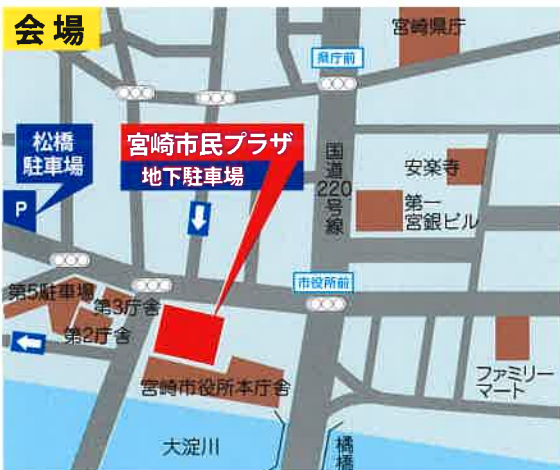 会場
宮崎県庁
県庁前
松橋
駐車場
P
宮崎市民プラザ
地下駐車場
国道220号線
安楽寺
第一
宮銀ビル
市役所前
第5駐車場
第3庁舎
第2庁舎
宮崎市役所本庁舎
ファミリー
マート
大淀川
橘橋